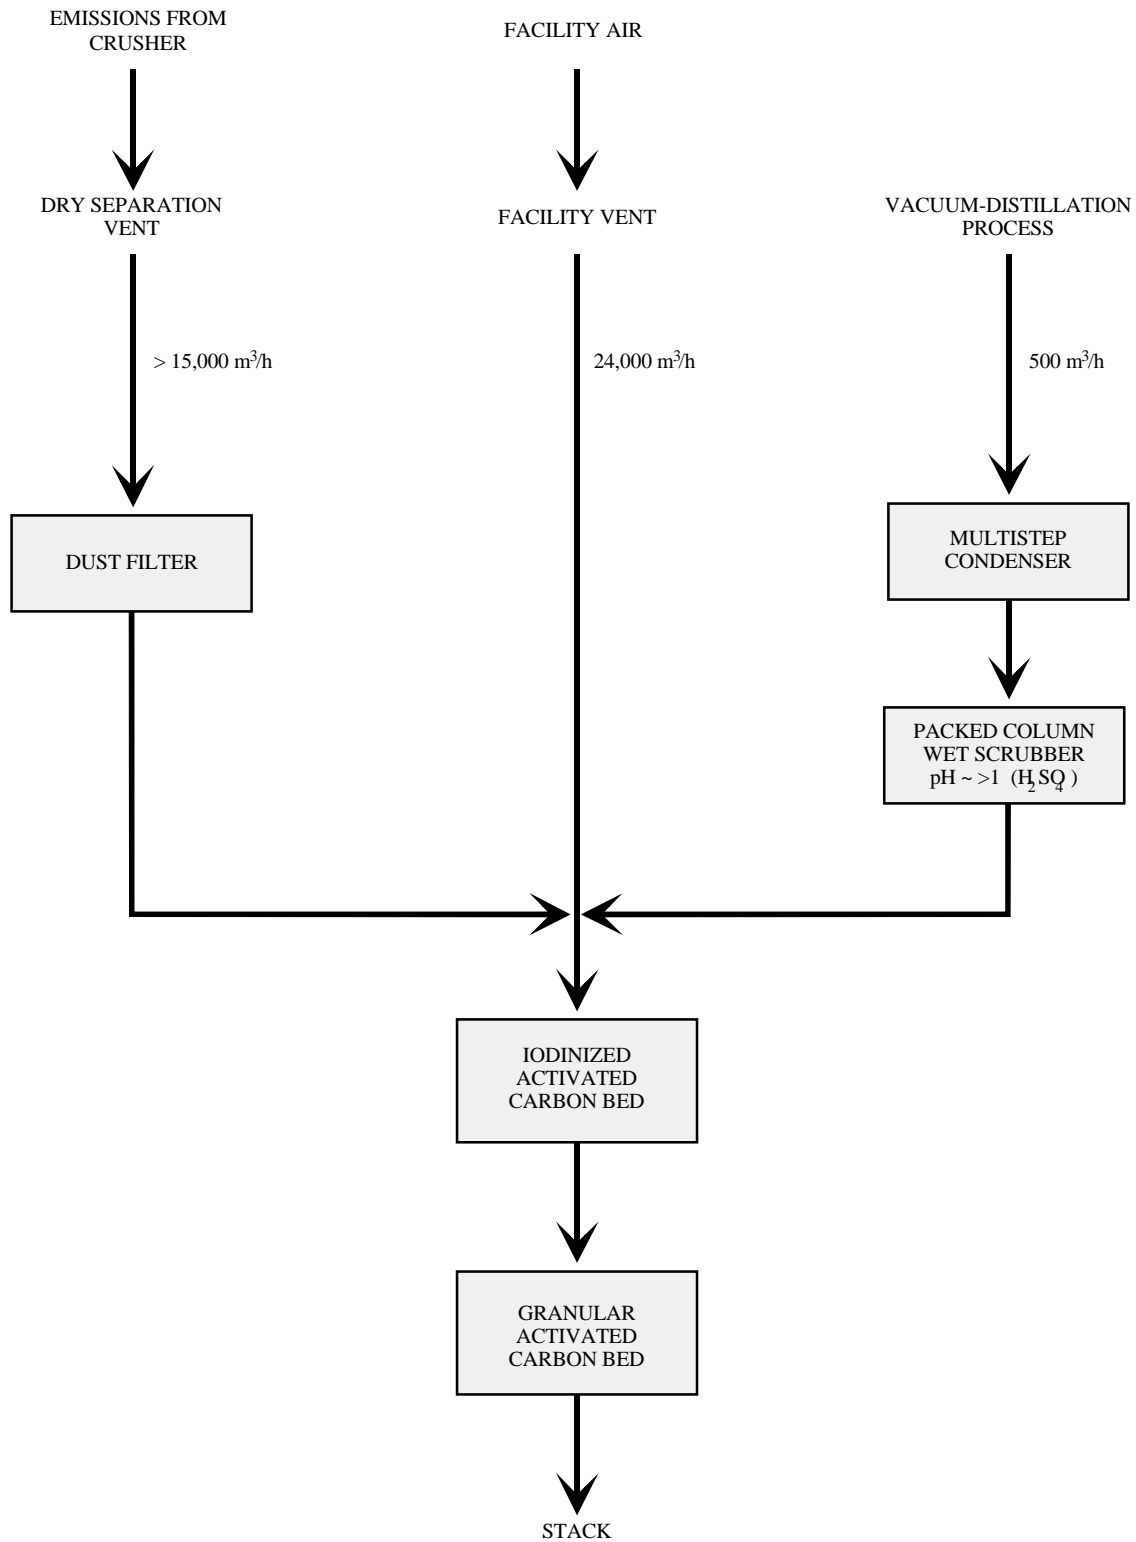 EMISSIONS FROM
CRUSHER
FACILITY AIR
DRY SEPARATION
VENT
FACILITY VENT
VACUUM-DISTILLATION
PROCESS
> 15,000 m³/h
24,000 m³/h
500 m³/h
DUST FILTER
MULTISTEP
CONDENSER
PACKED COLUMN
WET SCRUBBER
pH ~ >1 (H₂SO₄)
IODINIZED
ACTIVATED
CARBON BED
GRANULAR
ACTIVATED
CARBON BED
STACK